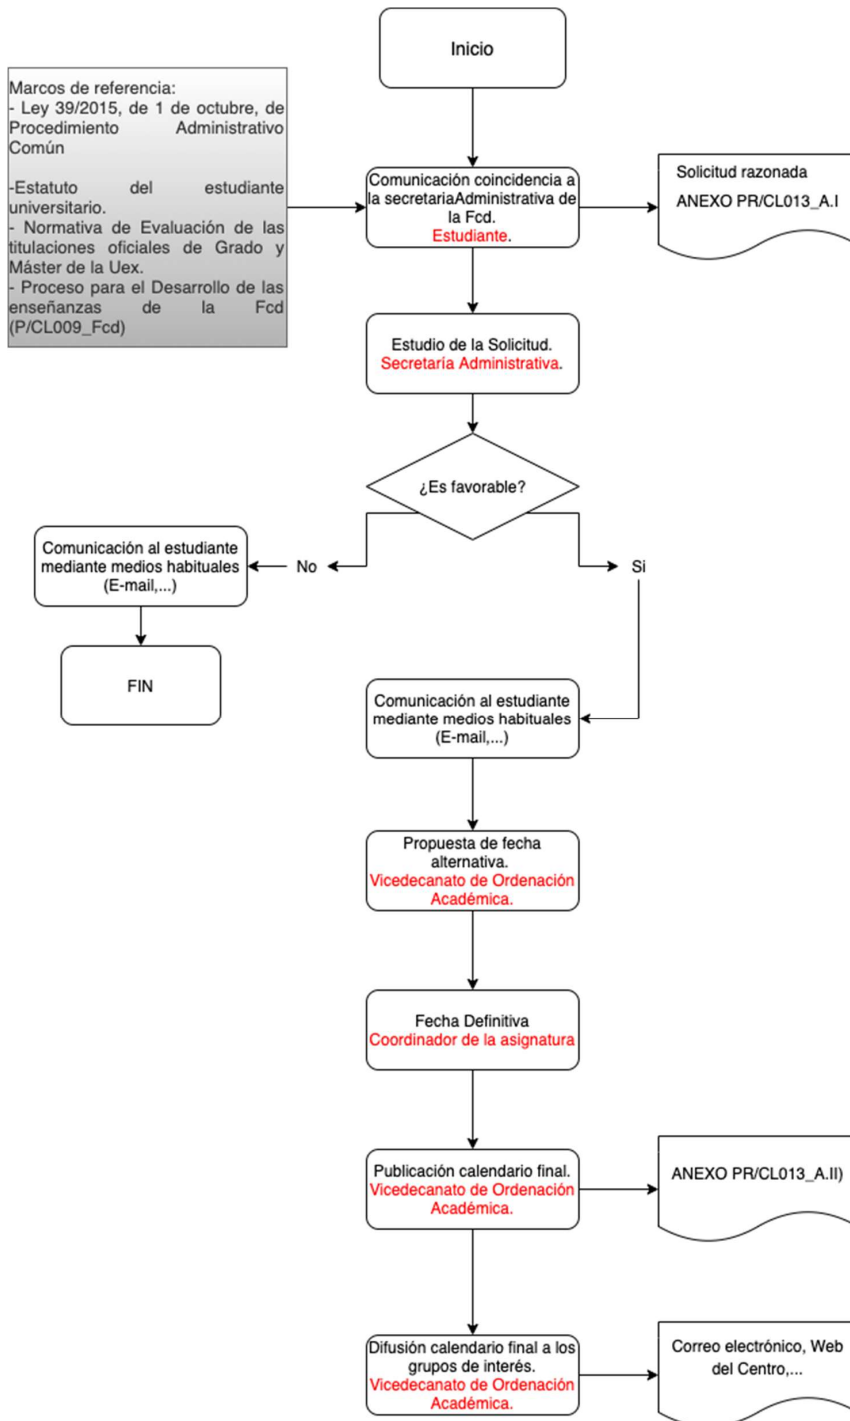 Inicio
Marcos de referencia:
- Ley 39/2015, de 1 de octubre, de
Procedimiento Administrativo
Común
-Estatuto del estudiante
universitario.
- Normativa de Evaluación de las
titulaciones oficiales de Grado y
Máster de la Uex.
- Proceso para el Desarrollo de las
enseñanzas de la Fcd
(P/CL009_Fcd)
Comunicación coincidencia a
la secretariaAdministrativa de
la Fcd.
Estudiante.
Solicitud razonada
ANEXO PR/CL013_A.I
Estudio de la Solicitud.
Secretaría Administrativa.
¿Es favorable?
Comunicación al estudiante
mediante medios habituales
(E-mail,...)
No
Si
FIN
Comunicación al estudiante
mediante medios habituales
(E-mail,...)
Propuesta de fecha
alternativa.
Vicedecanato de Ordenación
Académica.
Fecha Definitiva
Coordinador de la asignatura
Publicación calendario final.
Vicedecanato de Ordenación
Académica.
ANEXO PR/CL013_A.II)
Difusión calendario final a los
grupos de interés.
Vicedecanato de Ordenación
Académica.
Correo electrónico, Web
del Centro,...